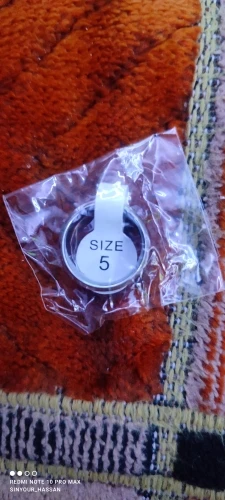 SIZE
5
REDMI NOTE 10 PRO MAX
SINYOUR_HASSAN